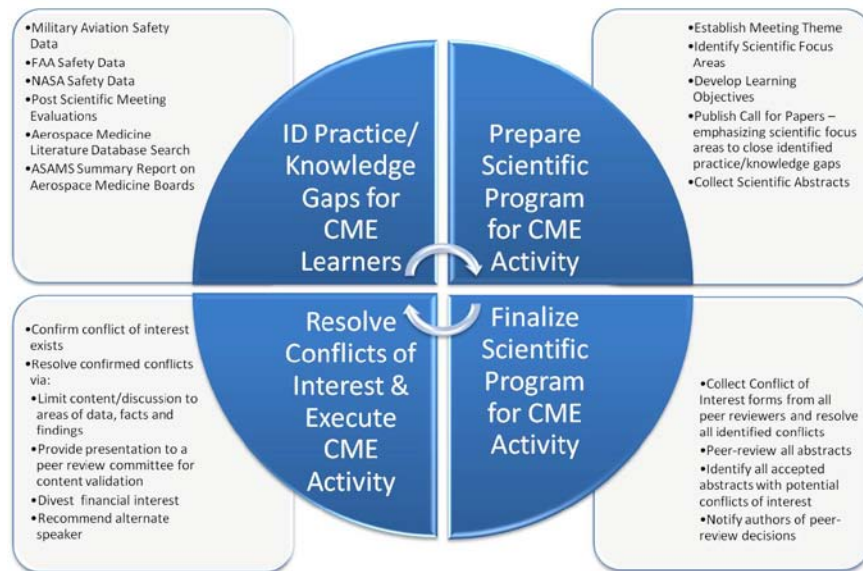 •Military Aviation Safety
Data
•FAA Safety Data
•NASA Safety Data
•Post Scientific Meeting
Evaluations
•Aerospace Medicine
Literature Database Search
•ASAMS Summary Report on
Aerospace Medicine Boards
ID Practice/
Knowledge
Gaps for
CME
Learners
Prepare
Scientific
Program
for CME
Activity
•Establish Meeting Theme
•Identify Scientific Focus
Areas
•Develop Learning
Objectives
•Publish Call for Papers –
emphasizing scientific focus
areas to close identified
practice/knowledge gaps
•Collect Scientific Abstracts
•Confirm conflict of interest
exists
•Resolve confirmed conflicts
via:
•Limit content/discussion to
areas of data, facts and
findings
•Provide presentation to a
peer review committee for
content validation
•Divest financial interest
•Recommend alternate
speaker
Resolve
Conflicts of
Interest &
Execute
CME
Activity
Finalize
Scientific
Program
for CME
Activity
•Collect Conflict of
Interest forms from all
peer reviewers and resolve
all identified conflicts
•Peer-review all abstracts
•Identify all accepted
abstracts with potential
conflicts of interest
•Notify authors of peer-
review decisions